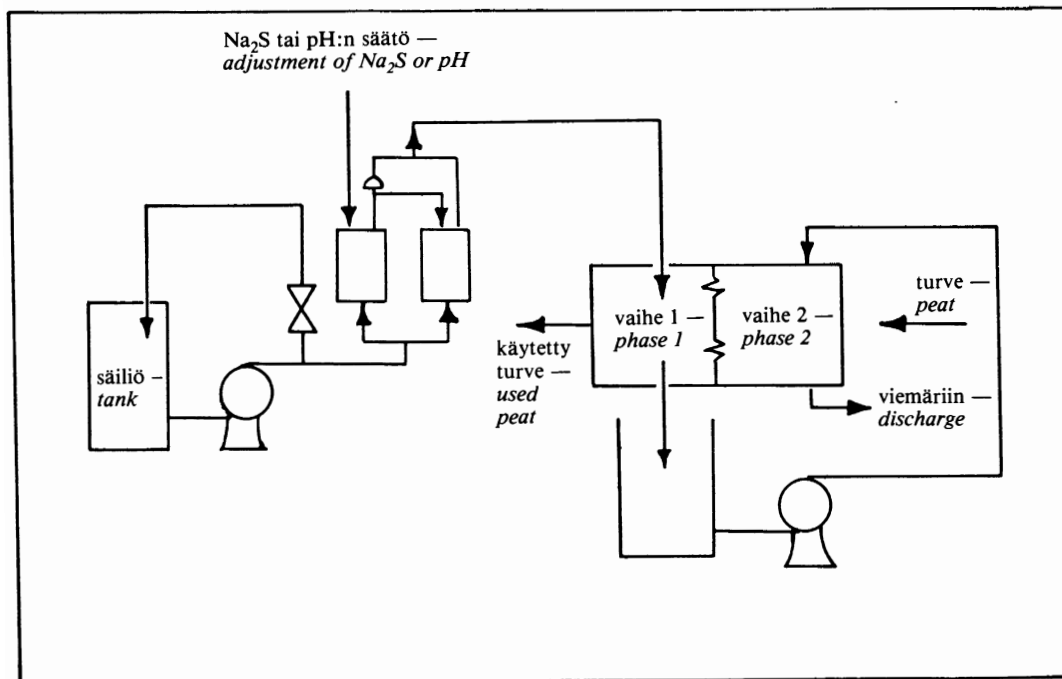 Na₂S tai pH:n säätö —
adjustment of Na₂S or pH
säiliö –
tank
käytetty
turve —
used
peat
vaihe 1 —
phase 1
vaihe 2 —
phase 2
turve —
peat
viemäriin —
discharge